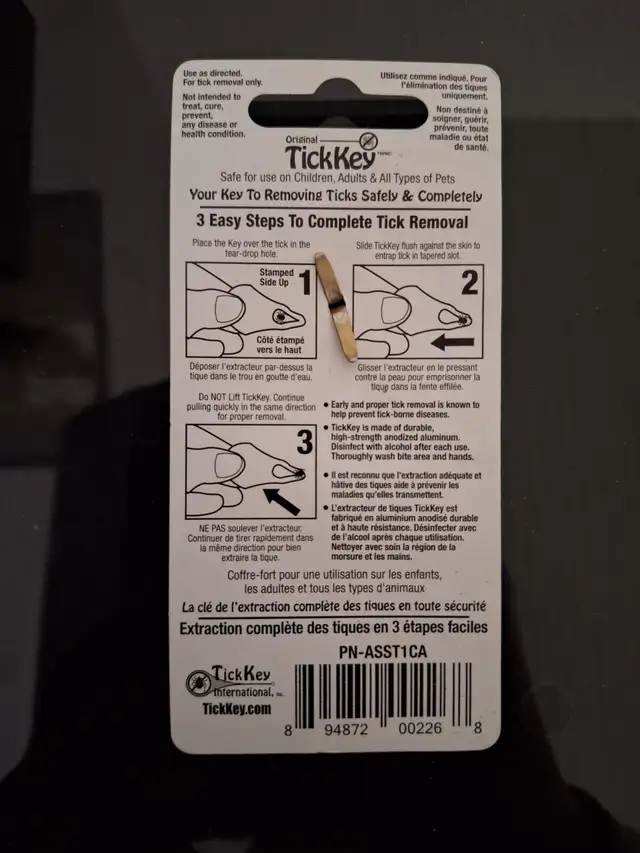 Use as directed.
For tick removal only.
Not intended to
treat, cure,
prevent,
any disease or
health condition.
Utilisez comme indiqué. Pour
l'élimination des tiques
uniquement.
Non destiné à
soigner, guérir,
prévenir, toute
maladie ou état
de santé.
Original
TickKey
Safe for use on Children, Adults & All Types of Pets
Your Key To Removing Ticks Safely & Completely
3 Easy Steps To Complete Tick Removal
Place the Key over the tick in the
tear-drop hole.
Stamped
Side Up
1
Côté étampé
vers le haut
Déposer l'extracteur par-dessus la
tique dans le trou en goutte d'eau.
Slide TickKey flush against the skin to
entrap tick in tapered slot.
2
Glisser l'extracteur en le pressant
contre la peau pour emprisonner la
tique dans la fente effilée.
Do NOT Lift TickKey. Continue
pulling quickly in the same direction
for proper removal.
3
NE PAS soulever l'extracteur.
Continuer de tirer rapidement dans
la même direction pour bien
extraire la tique.
• Early and proper tick removal is known to
help prevent tick-borne diseases.
• TickKey is made of durable,
high-strength anodized aluminum.
Disinfect with alcohol after each use.
Thoroughly wash bite area and hands.
• Il est reconnu que l'extraction adéquate et
hâtive des tiques aide à prévenir les
maladies qu'elles transmettent.
• L'extracteur de tiques TickKey est
fabriqué en aluminium anodisé durable
et à haute résistance. Désinfecter avec
de l'alcool après chaque utilisation.
Nettoyer avec soin la région de la
morsure et les mains.
Coffre-fort pour une utilisation sur les enfants,
les adultes et tous les types d'animaux
La clé de l'extraction complète des tiques en toute sécurité
Extraction complète des tiques en 3 étapes faciles
PN-ASST1CA
TickKey
International, Inc.
TickKey.com
8 94872 00226 8